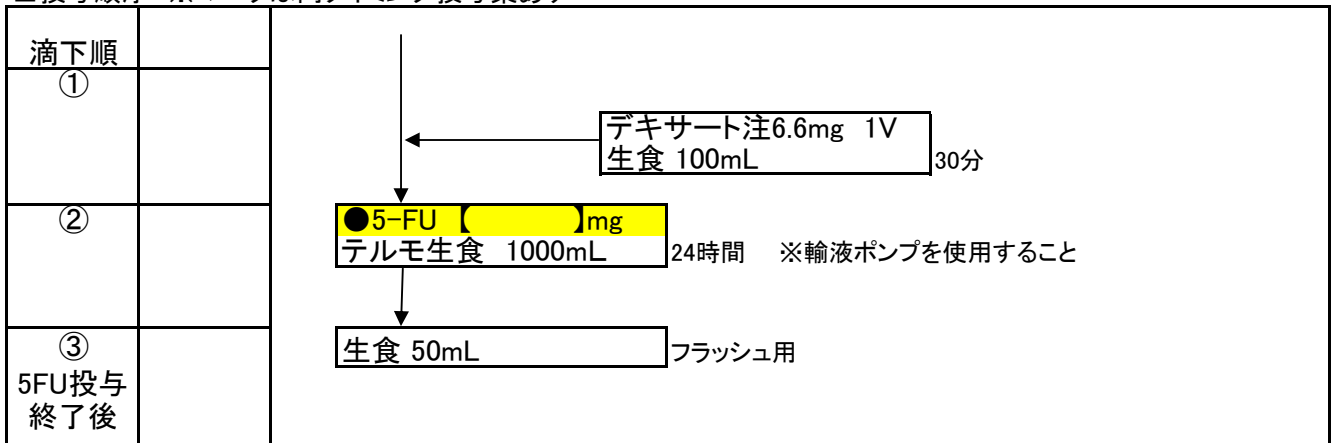 滴下順
①
デキサート注6.6mg 1V
生食 100mL 30分
② ●5-FU 【 】mg
テルモ生食 1000mL 24時間 ※輸液ポンプを使用すること
③ 生食 50mL フラッシュ用
5FU投与
終了後